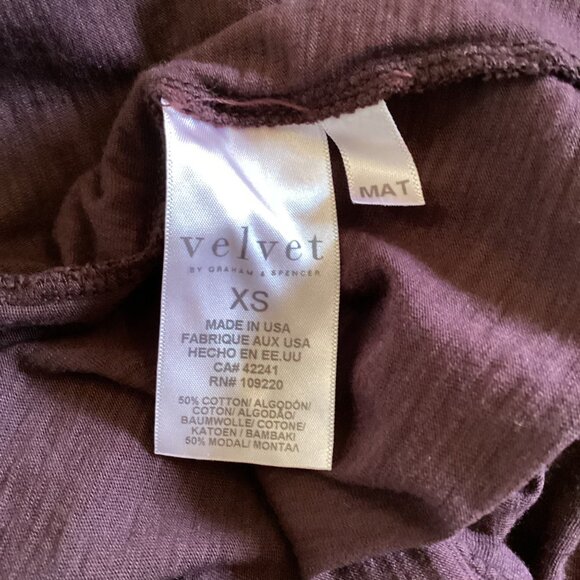 velvet
BY GRAHAM & SPENCER
XS
MADE IN USA
FABRIQUE AUX USA
HECHO EN EE.UU
CA# 42241
RN# 109220
50% COTTON/ ALGODÓN/
COTON/ ALGODÃO/
BAUMWOLLE/ COTONE/
KATOEN / BAMBAKI
50% MODAL/ ΜΟΝΤΑΛ
MAT